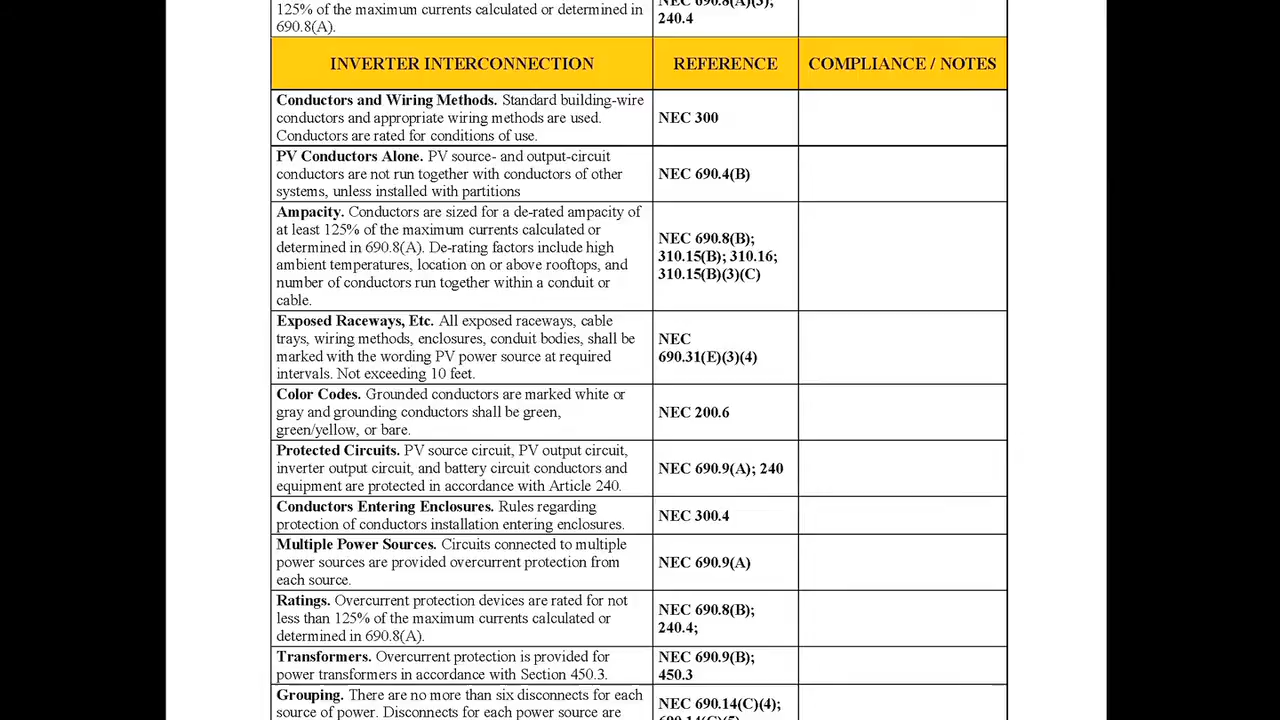 125% of the maximum currents calculated or determined in
690.8(A).
NEC 690.8(A)(5);
240.4
INVERTER INTERCONNECTION
REFERENCE
COMPLIANCE / NOTES
Conductors and Wiring Methods. Standard building-wire
conductors and appropriate wiring methods are used.
Conductors are rated for conditions of use.
NEC 300
PV Conductors Alone. PV source- and output-circuit
conductors are not run together with conductors of other
systems, unless installed with partitions
NEC 690.4(B)
Ampacity. Conductors are sized for a de-rated ampacity of
at least 125% of the maximum currents calculated or
determined in 690.8(A). De-rating factors include high
ambient temperatures, location on or above rooftops, and
number of conductors run together within a conduit or
cable.
NEC 690.8(B);
310.15(B); 310.16;
310.15(B)(3)(C)
Exposed Raceways, Etc. All exposed raceways, cable
trays, wiring methods, enclosures, conduit bodies, shall be
marked with the wording PV power source at required
intervals. Not exceeding 10 feet.
NEC
690.31(E)(3)(4)
Color Codes. Grounded conductors are marked white or
gray and grounding conductors shall be green,
green/yellow, or bare.
NEC 200.6
Protected Circuits. PV source circuit, PV output circuit,
inverter output circuit, and battery circuit conductors and
equipment are protected in accordance with Article 240.
NEC 690.9(A); 240
Conductors Entering Enclosures. Rules regarding
protection of conductors installation entering enclosures.
NEC 300.4
Multiple Power Sources. Circuits connected to multiple
power sources are provided overcurrent protection from
each source.
NEC 690.9(A)
Ratings. Overcurrent protection devices are rated for not
less than 125% of the maximum currents calculated or
determined in 690.8(A).
NEC 690.8(B);
240.4;
Transformers. Overcurrent protection is provided for
power transformers in accordance with Section 450.3.
NEC 690.9(B);
450.3
Grouping. There are no more than six disconnects for each
source of power. Disconnects for each power source are
NEC 690.14(C)(4);
690.14(C)(5)